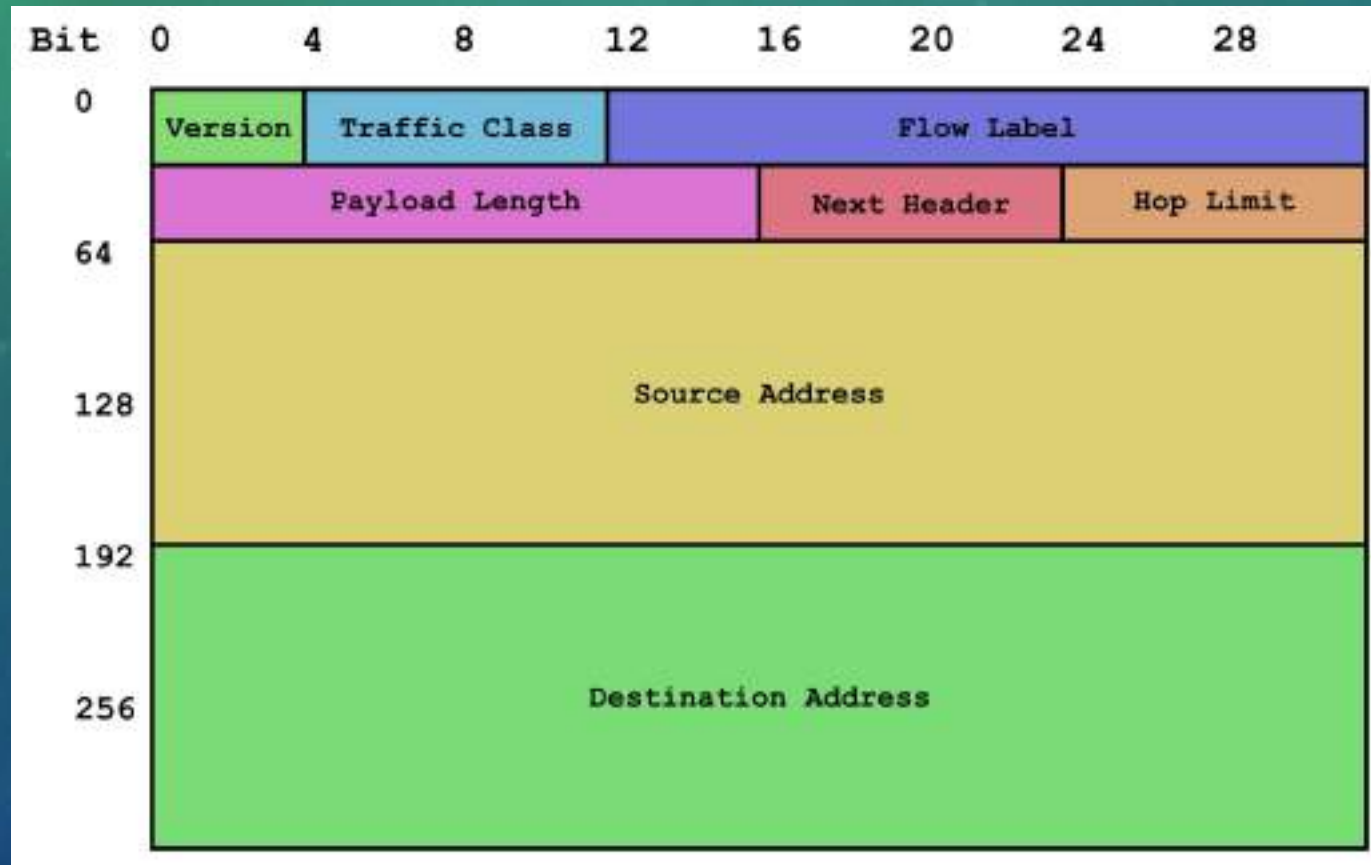 Bit 0 4 8 12 16 20 24 28
0 Version Traffic Class Flow Label
Payload Length Next Header Hop Limit
64
128 Source Address
192
256 Destination Address